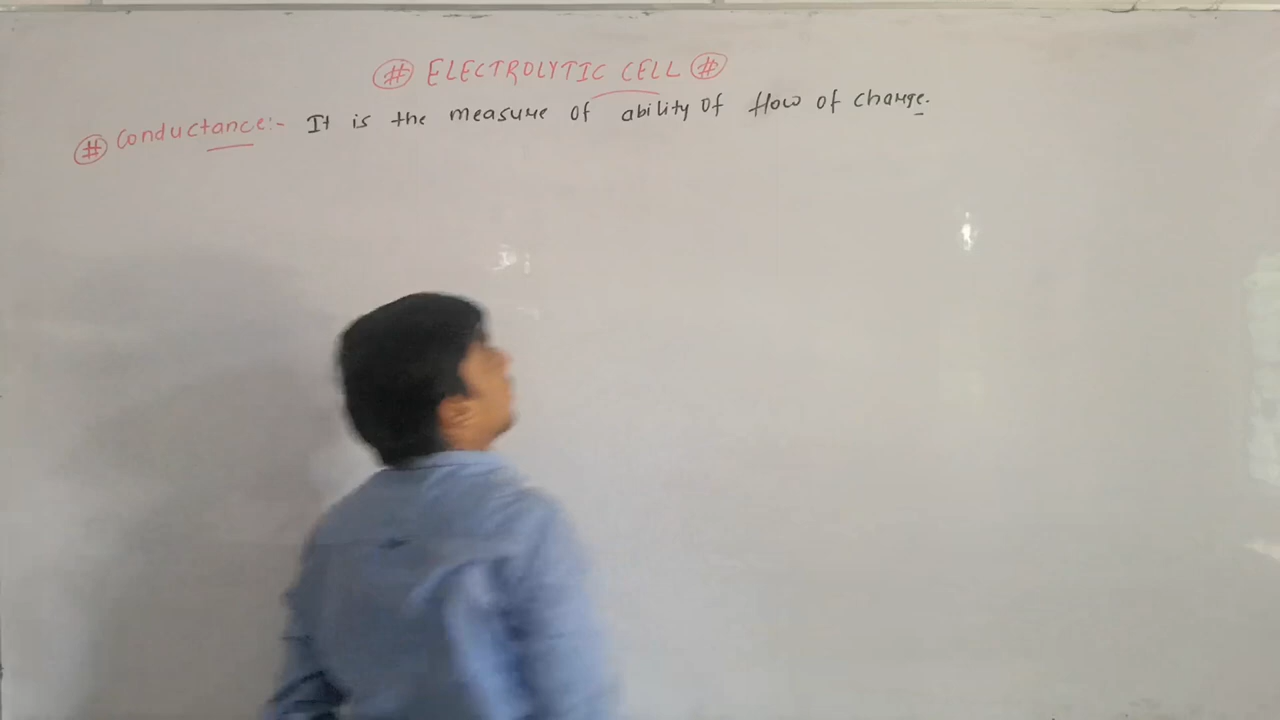 # ELECTROLYTIC CELL #
# Conductance:- It is the measure of ability of flow of charge.